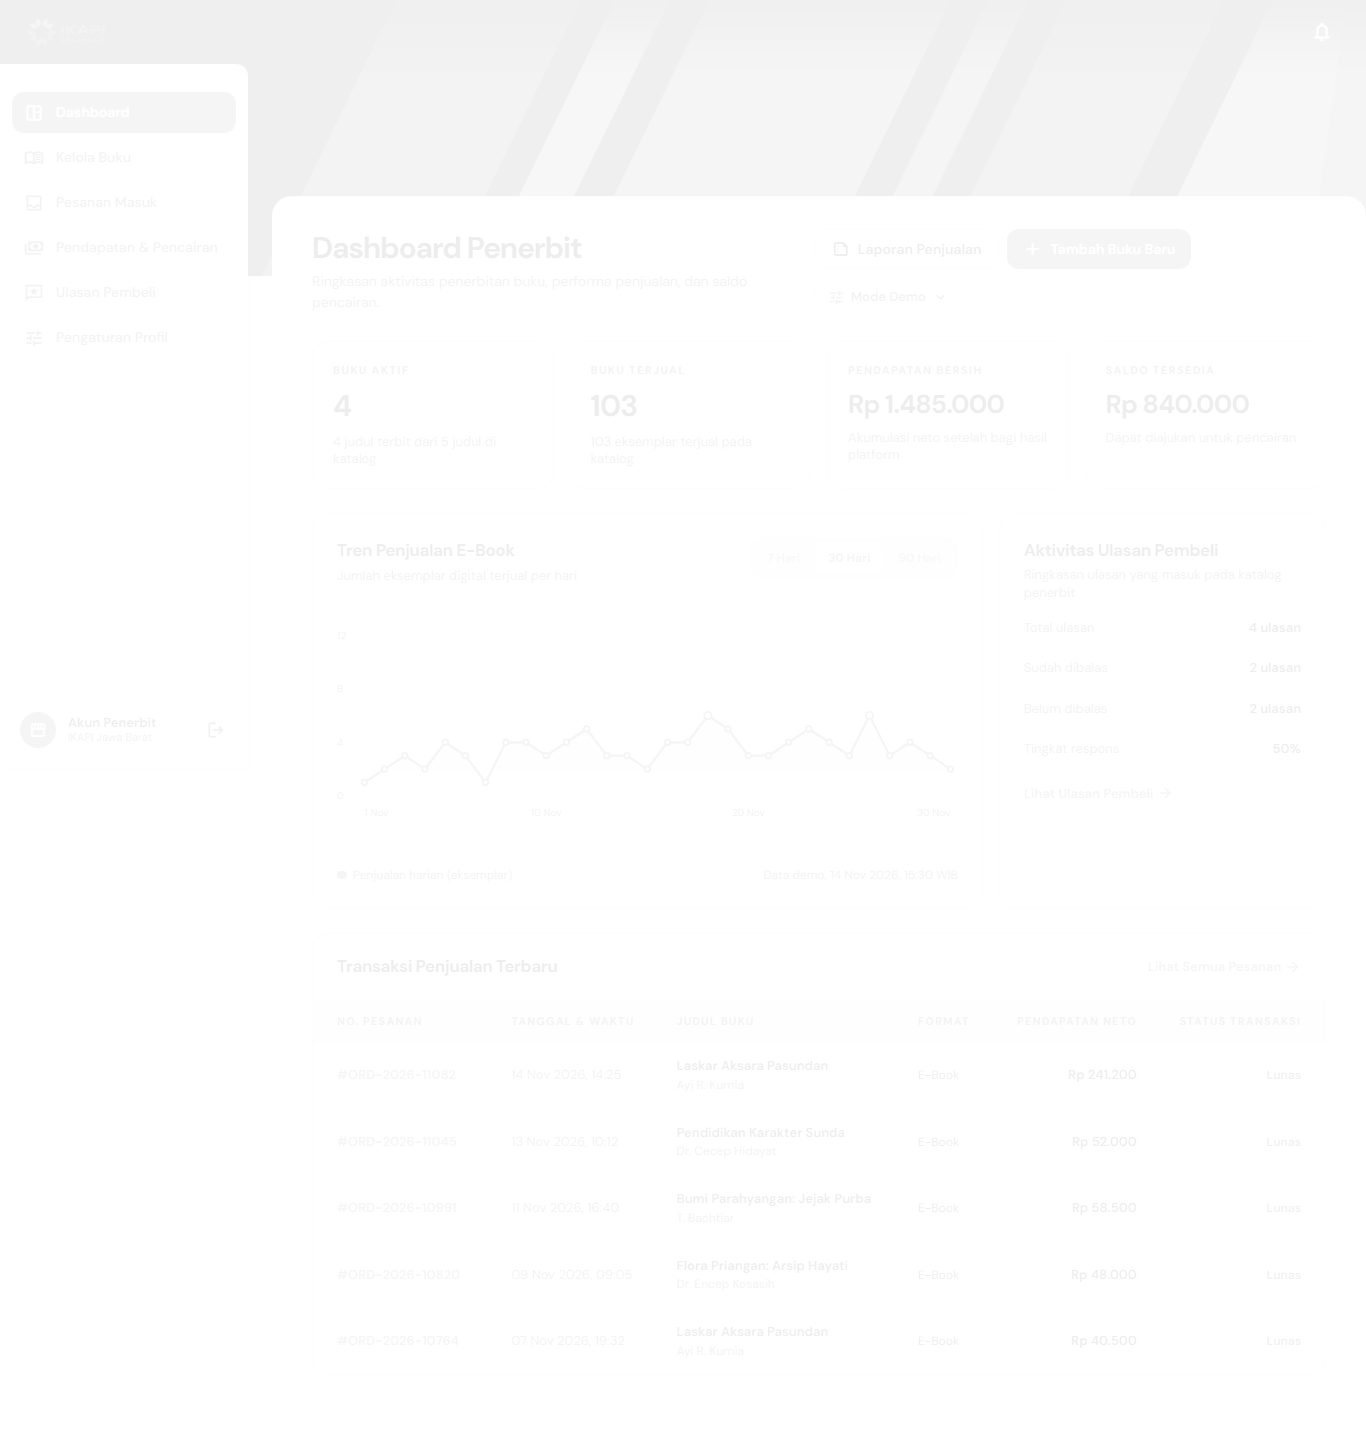 IKAPI
Dashboard
Kelola Buku
Pesanan Masuk
Pendapatan & Pencairan
Ulasan Pembeli
Pengaturan Profil
Akun Penerbit
IKAPI Jawa Barat
Dashboard Penerbit
Ringkasan aktivitas penerbitan buku, performa penjualan, dan saldo
pencairan.
Laporan Penjualan
Tambah Buku Baru
Mode Demo
BUKU AKTIF
4
4 judul terbit dari 5 judul di
katalog
BUKU TERJUAL
103
103 eksemplar terjual pada
katalog
PENDAPATAN BERSIH
Rp 1.485.000
Akumulasi neto setelah bagi hasil
platform
SALDO TERSEDIA
Rp 840.000
Dapat diajukan untuk pencairan
Tren Penjualan E-Book
Jumlah eksemplar digital terjual per hari
7 Hari
30 Hari
90 Hari
12
8
4
0
1 Nov
10 Nov
20 Nov
30 Nov
Penjualan harian (eksemplar)
Data demo, 14 Nov 2026, 15:30 WIB
Aktivitas Ulasan Pembeli
Ringkasan ulasan yang masuk pada katalog
penerbit
Total ulasan 4 ulasan
Sudah dibalas 2 ulasan
Belum dibalas 2 ulasan
Tingkat respons 50%
Lihat Ulasan Pembeli →
Transaksi Penjualan Terbaru
Lihat Semua Pesanan →
NO. PESANAN TANGGAL & WAKTU JUDUL BUKU FORMAT PENDAPATAN NETO STATUS TRANSAKSI
#ORD-2026-11082 14 Nov 2026, 14:25 Laskar Aksara Pasundan E-Book Rp 241.200 Lunas
Ayi R. Kurnia
#ORD-2026-11045 13 Nov 2026, 10:12 Pendidikan Karakter Sunda E-Book Rp 52.000 Lunas
Dr. Cecep Hidayat
#ORD-2026-10991 11 Nov 2026, 16:40 Bumi Parahyangan: Jejak Purba E-Book Rp 58.500 Lunas
T. Bachtiar
#ORD-2026-10820 09 Nov 2026, 09:05 Flora Priangan: Arsip Hayati E-Book Rp 48.000 Lunas
Dr. Encep Kosasih
#ORD-2026-10764 07 Nov 2026, 19:32 Laskar Aksara Pasundan E-Book Rp 40.500 Lunas
Ayi R. Kurnia